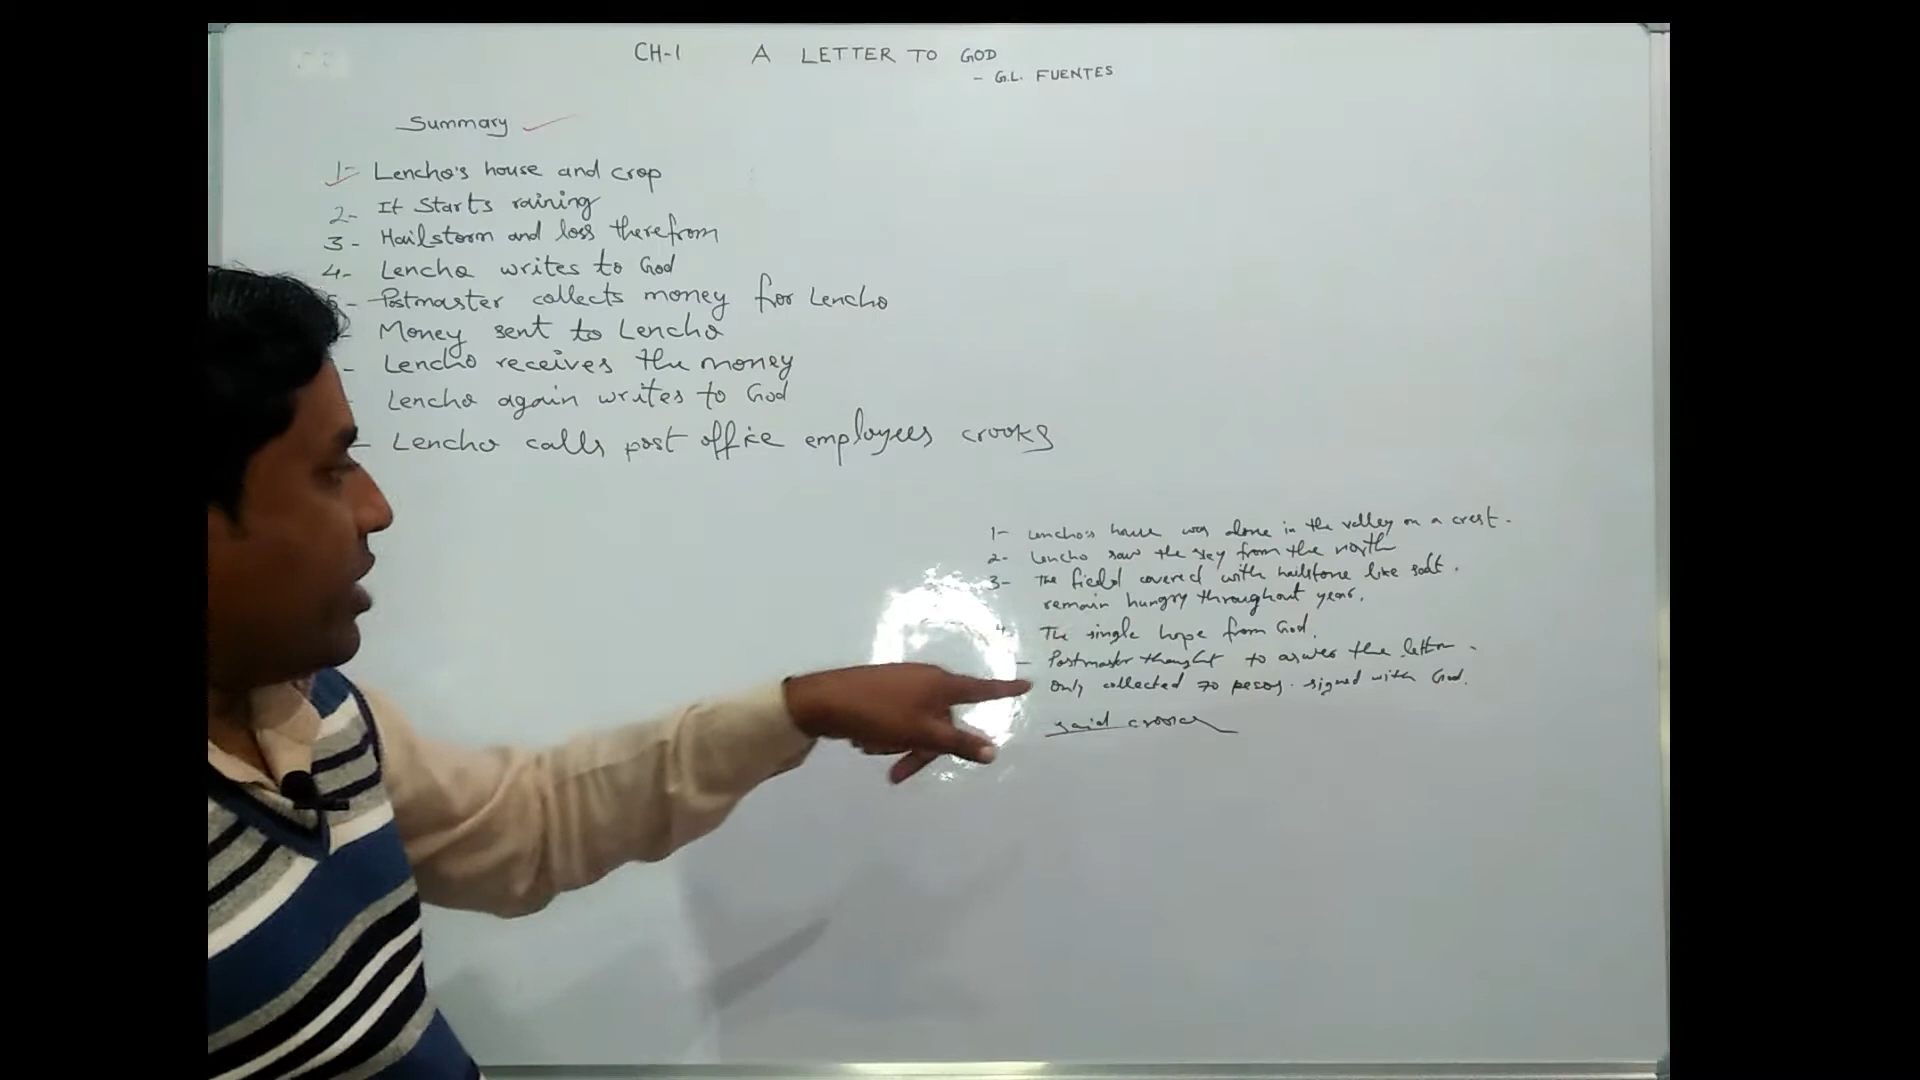 CH-1 A LETTER TO GOD
- G.L. FUENTES
Summary
1- Lencho's house and crop
2- It starts raining
3- Hailstorm and loss therefrom
4- Lencho writes to God
5- Postmaster collects money for Lencho
- Money sent to Lencho
- Lencho receives the money
- Lencho again writes to God
- Lencho calls post office employees crooks
1- Lencho's house was alone in the valley on a crest.
2- Lencho saw the sky from the north
3- The field covered with hailstone like salt.
remain hungry throughout year.
4- The single hope from God.
- Postmaster thought to answer the letter.
only collected 70 pesos. signed with God.
said